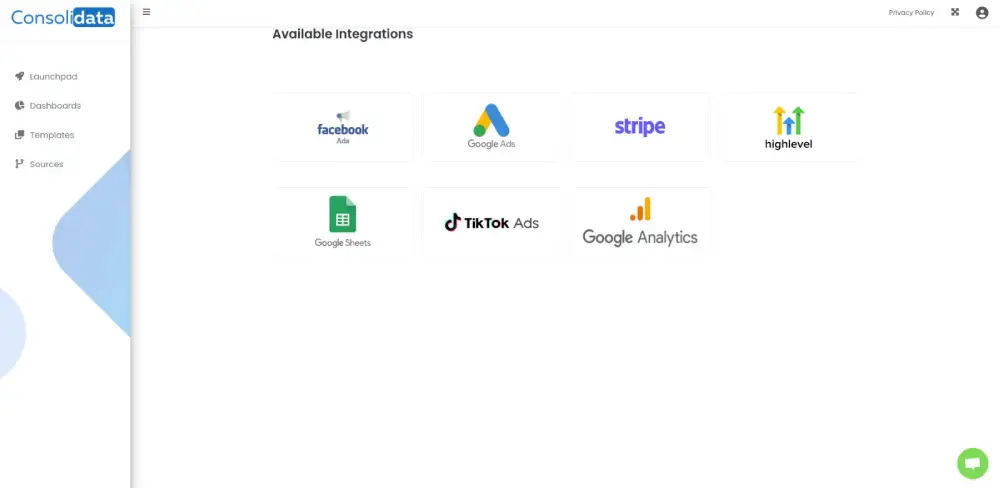 Consolidata
Privacy Policy
Available Integrations
Launchpad
Dashboards
Templates
Sources
facebook
Ads
Google Ads
stripe
highlevel
Google Sheets
TikTok Ads
Google Analytics